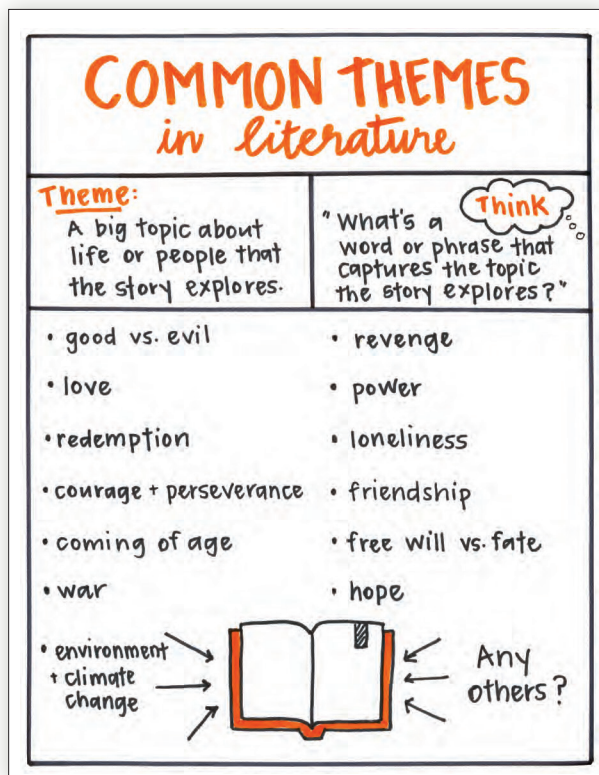 COMMON THEMES
in literature
Theme:
A big topic about
life or people that
the story explores.
Think
"What's a
word or phrase that
captures the topic
the story explores?"
• good vs. evil
• love
• redemption
• courage + perseverance
• coming of age
• war
• environment
+ climate
change
• revenge
• power
• loneliness
• friendship
• free will vs. fate
• hope
Any
others?